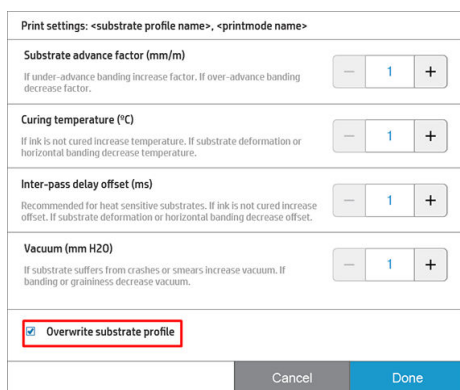 Print settings: <substrate profile name>, <printmode name>
Substrate advance factor (mm/m)
If under-advance banding increase factor. If over-advance banding
decrease factor.
− 1 +
Curing temperature (ºC)
If ink is not cured increase temperature. If substrate deformation or
horizontal banding decrease temperature.
− 1 +
Inter-pass delay offset (ms)
Recommended for heat sensitive substrates. If ink is not cured increase
offset. If substrate deformation or horizontal banding decrease offset.
− 1 +
Vacuum (mm H2O)
If substrate suffers from crashes or smears increase vacuum. If
banding or graininess decrease vacuum.
− 1 +
Overwrite substrate profile
Cancel Done